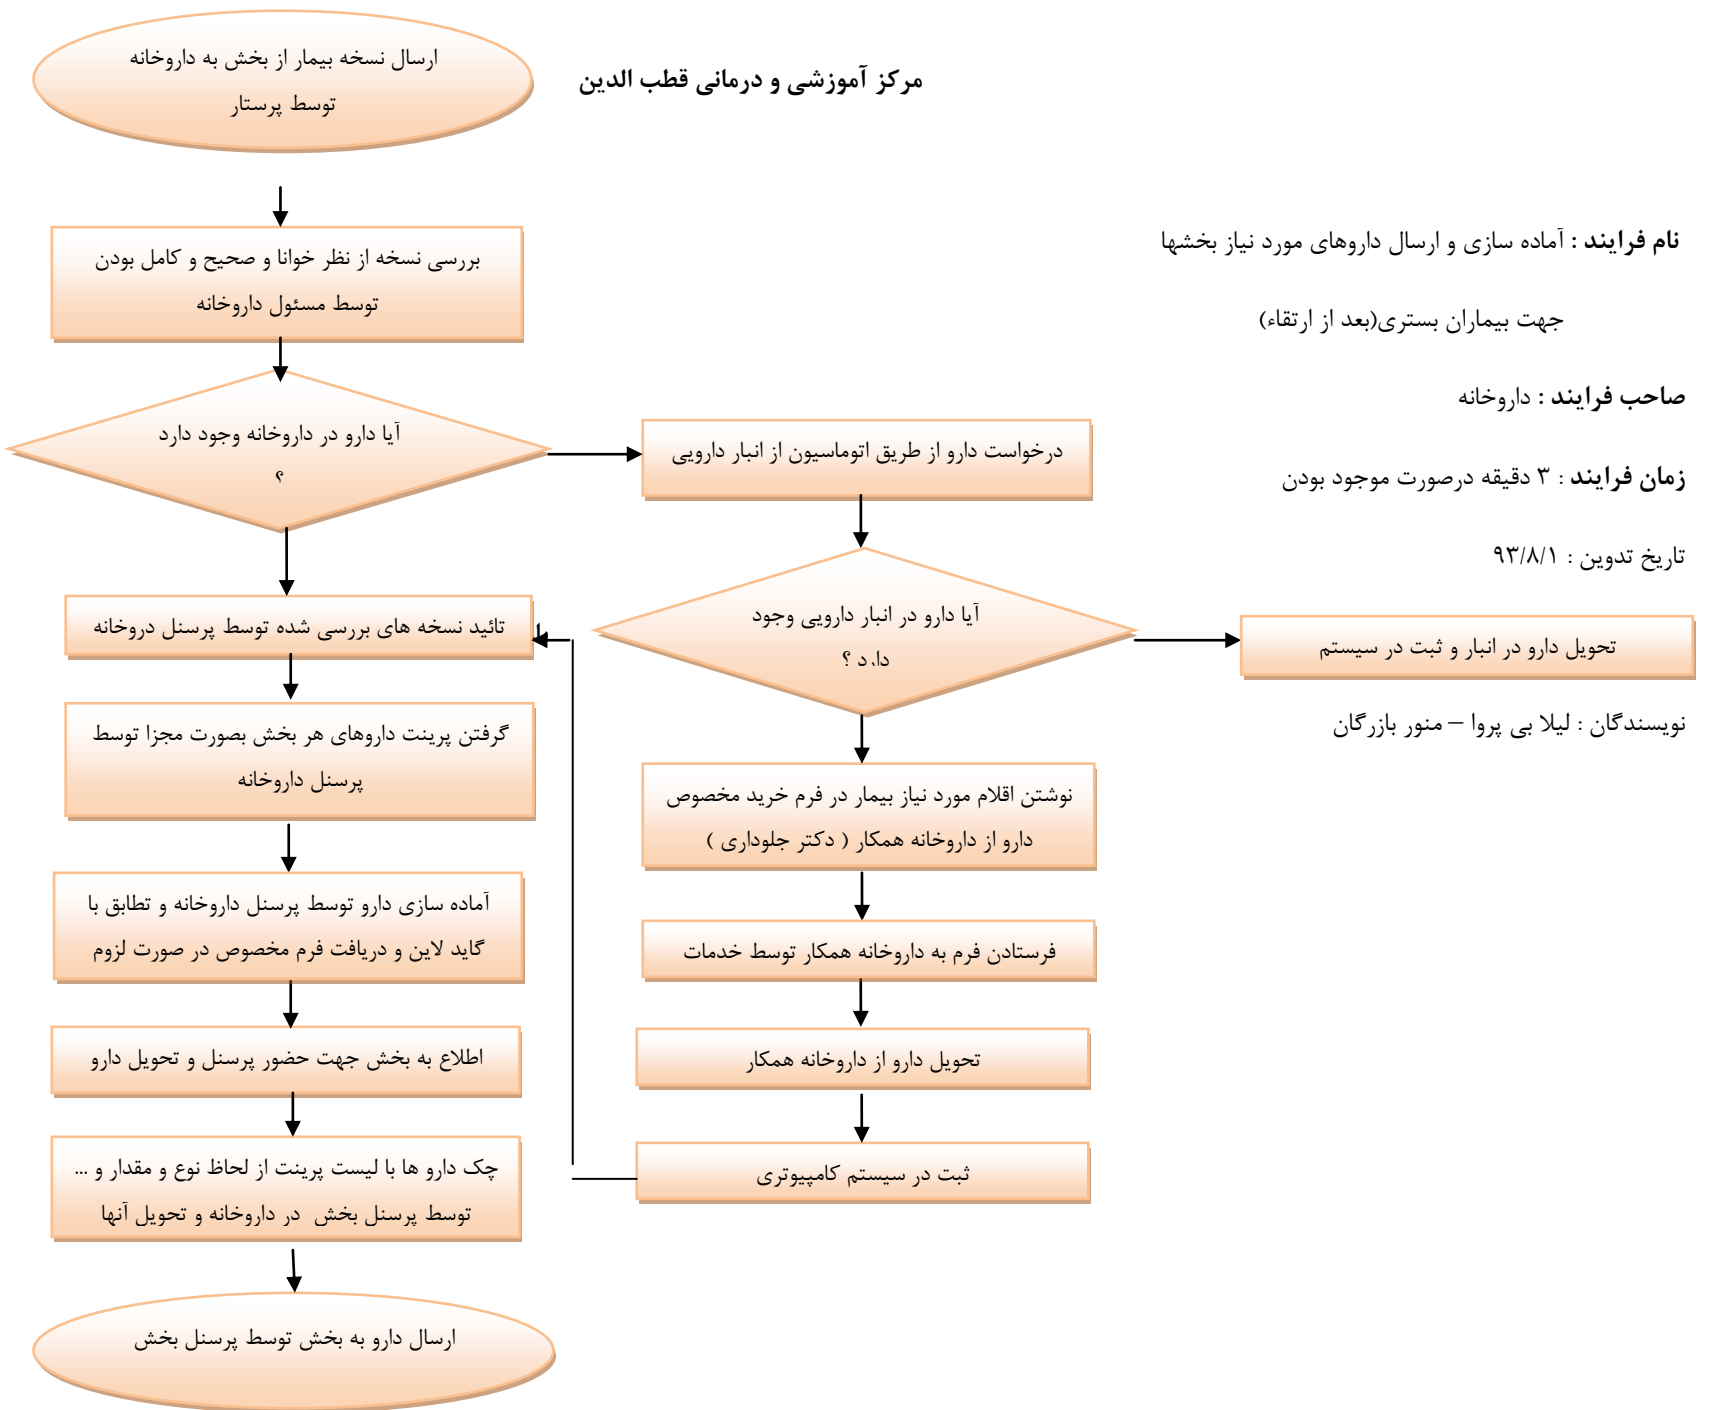 مرکز آموزشی و درمانی قطب الدین
نام فرایند : آماده سازی و ارسال داروهای مورد نیاز بخشها
جهت بیماران بستری(بعد از ارتقاء)
صاحب فرایند : داروخانه
زمان فرایند : ۳ دقیقه درصورت موجود بودن
تاریخ تدوین : ۹۳/۸/۱
نویسندگان : لیلا بی پروا – منور بازرگان
ارسال نسخه بیمار از بخش به داروخانه
توسط پرستار
بررسی نسخه از نظر خوانا و صحیح و کامل بودن
توسط مسئول داروخانه
آیا دارو در داروخانه وجود دارد
؟
درخواست دارو از طریق اتوماسیون از انبار دارویی
آیا دارو در انبار دارویی وجود
دارد ؟
تحویل دارو در انبار و ثبت در سیستم
نوشتن اقلام مورد نیاز بیمار در فرم خرید مخصوص
دارو از داروخانه همکار ( دکتر جلوداری )
فرستادن فرم به داروخانه همکار توسط خدمات
تحویل دارو از داروخانه همکار
ثبت در سیستم کامپیوتری
تائید نسخه های بررسی شده توسط پرسنل دروخانه
گرفتن پرینت داروهای هر بخش بصورت مجزا توسط
پرسنل داروخانه
آماده سازی دارو توسط پرسنل داروخانه و تطابق با
گاید لاین و دریافت فرم مخصوص در صورت لزوم
اطلاع به بخش جهت حضور پرسنل و تحویل دارو
چک دارو ها با لیست پرینت از لحاظ نوع و مقدار و ...
توسط پرسنل بخش در داروخانه و تحویل آنها
ارسال دارو به بخش توسط پرسنل بخش